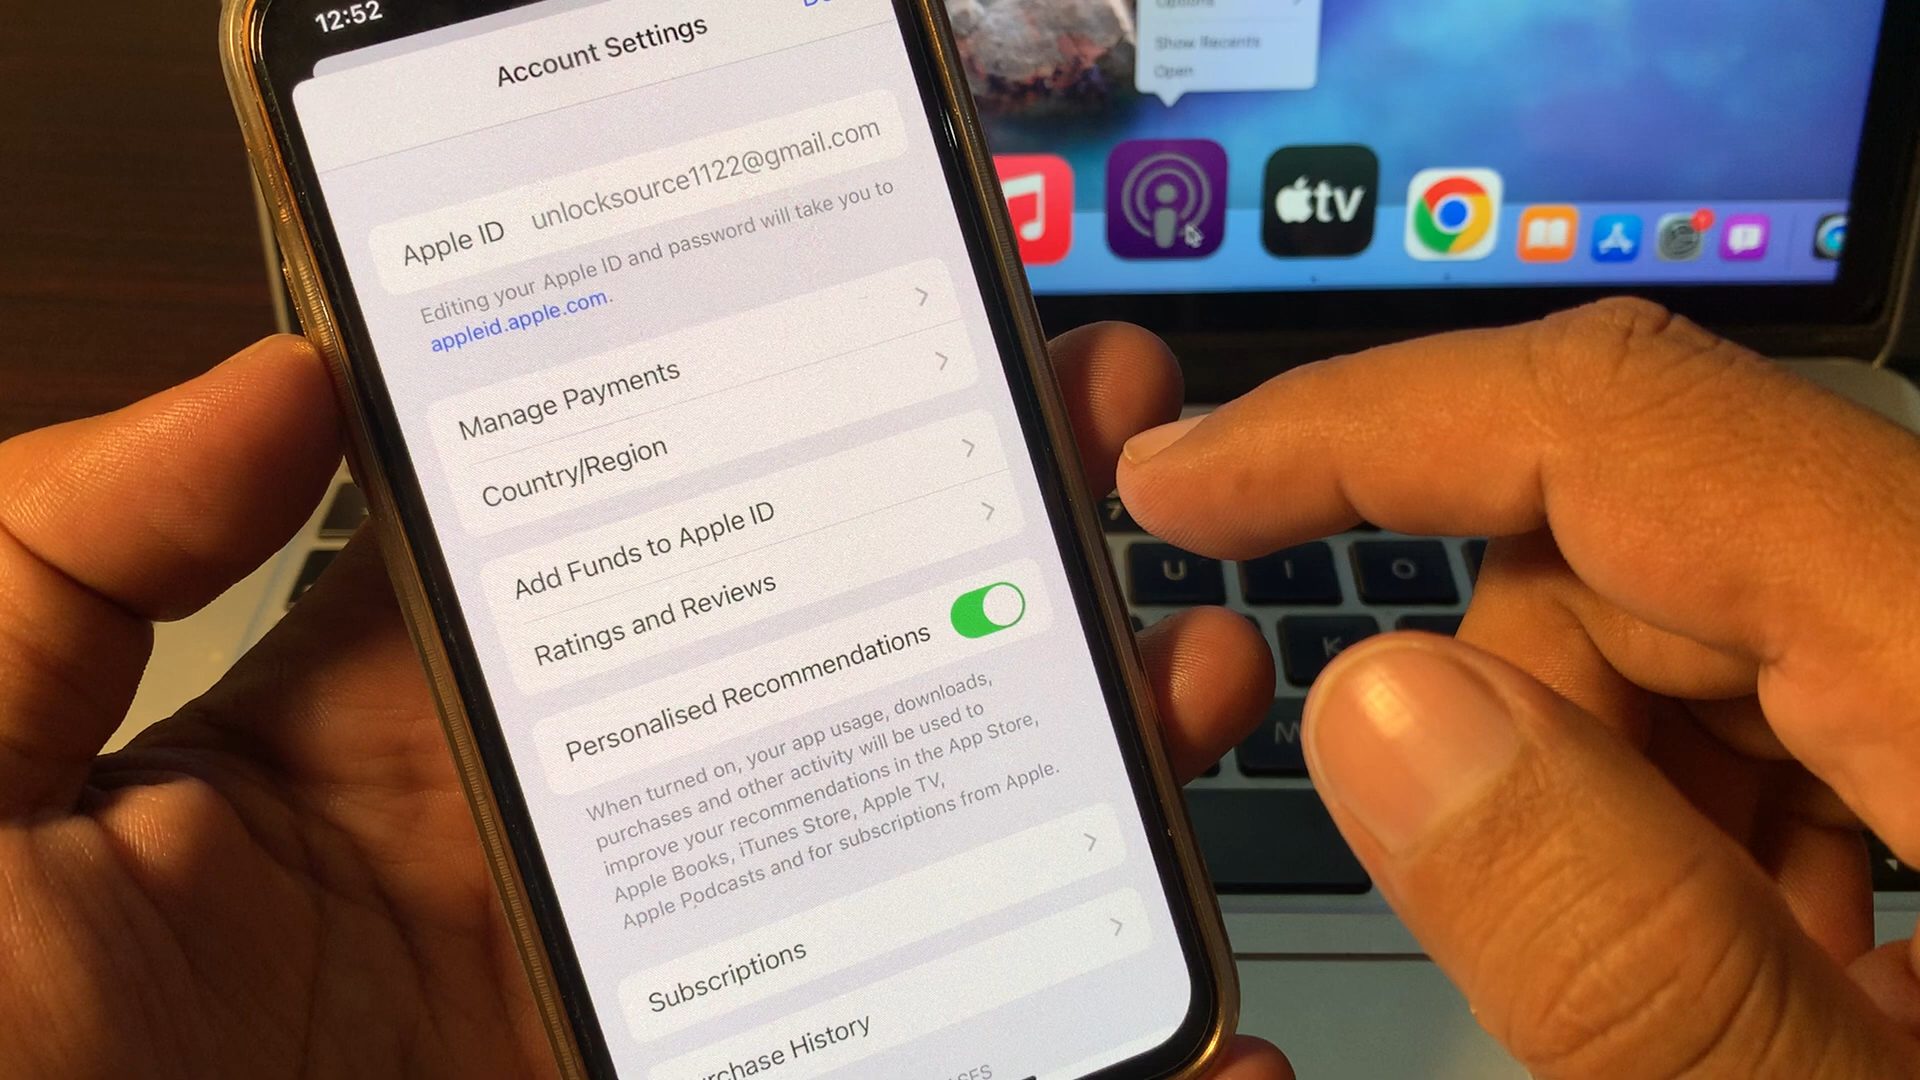 12:52
Account Settings
Apple ID unlocksource1122@gmail.com
Editing your Apple ID and password will take you to
appleid.apple.com.
Manage Payments
Country/Region
Add Funds to Apple ID
Ratings and Reviews
Personalised Recommendations
When turned on, your app usage, downloads,
purchases and other activity will be used to
improve your recommendations in the App Store,
Apple Books, iTunes Store, Apple TV,
Apple Podcasts and for subscriptions from Apple.
Subscriptions
Options
Show Recents
Open
tv
U
I
O
K
M